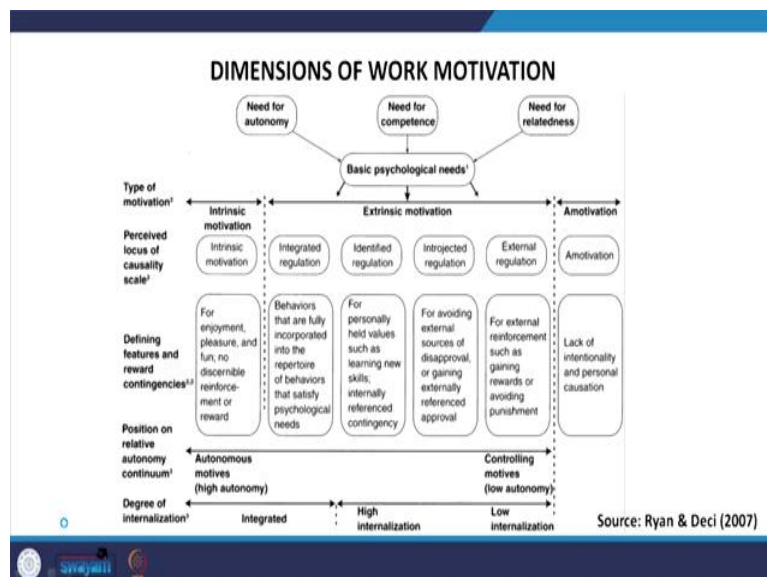 DIMENSIONS OF WORK MOTIVATION
Need for
autonomy
Need for
competence
Need for
relatedness
Basic psychological needs¹
Type of
motivation²
Intrinsic
motivation
Extrinsic motivation
Amotivation
Perceived
locus of
causality
scale²
Intrinsic
motivation
Integrated
regulation
Identified
regulation
Introjected
regulation
External
regulation
Amotivation
Defining
features and
reward
contingencies²,³
For
enjoyment,
pleasure, and
fun; no
discernible
reinforce-
ment or
reward
Behaviors
that are fully
incorporated
into the
repertoire
of behaviors
that satisfy
psychological
needs
For
personally
held values
such as
learning new
skills;
internally
referenced
contingency
For avoiding
external
sources of
disapproval,
or gaining
externally
referenced
approval
For external
reinforcement
such as
gaining
rewards or
avoiding
punishment
Lack of
intentionality
and personal
causation
Position on
relative
autonomy
continuum³
Autonomous
motives
(high autonomy)
Controlling
motives
(low autonomy)
Degree of
internalization³
Integrated
High
internalization
Low
internalization
Source: Ryan & Deci (2007)
swayam